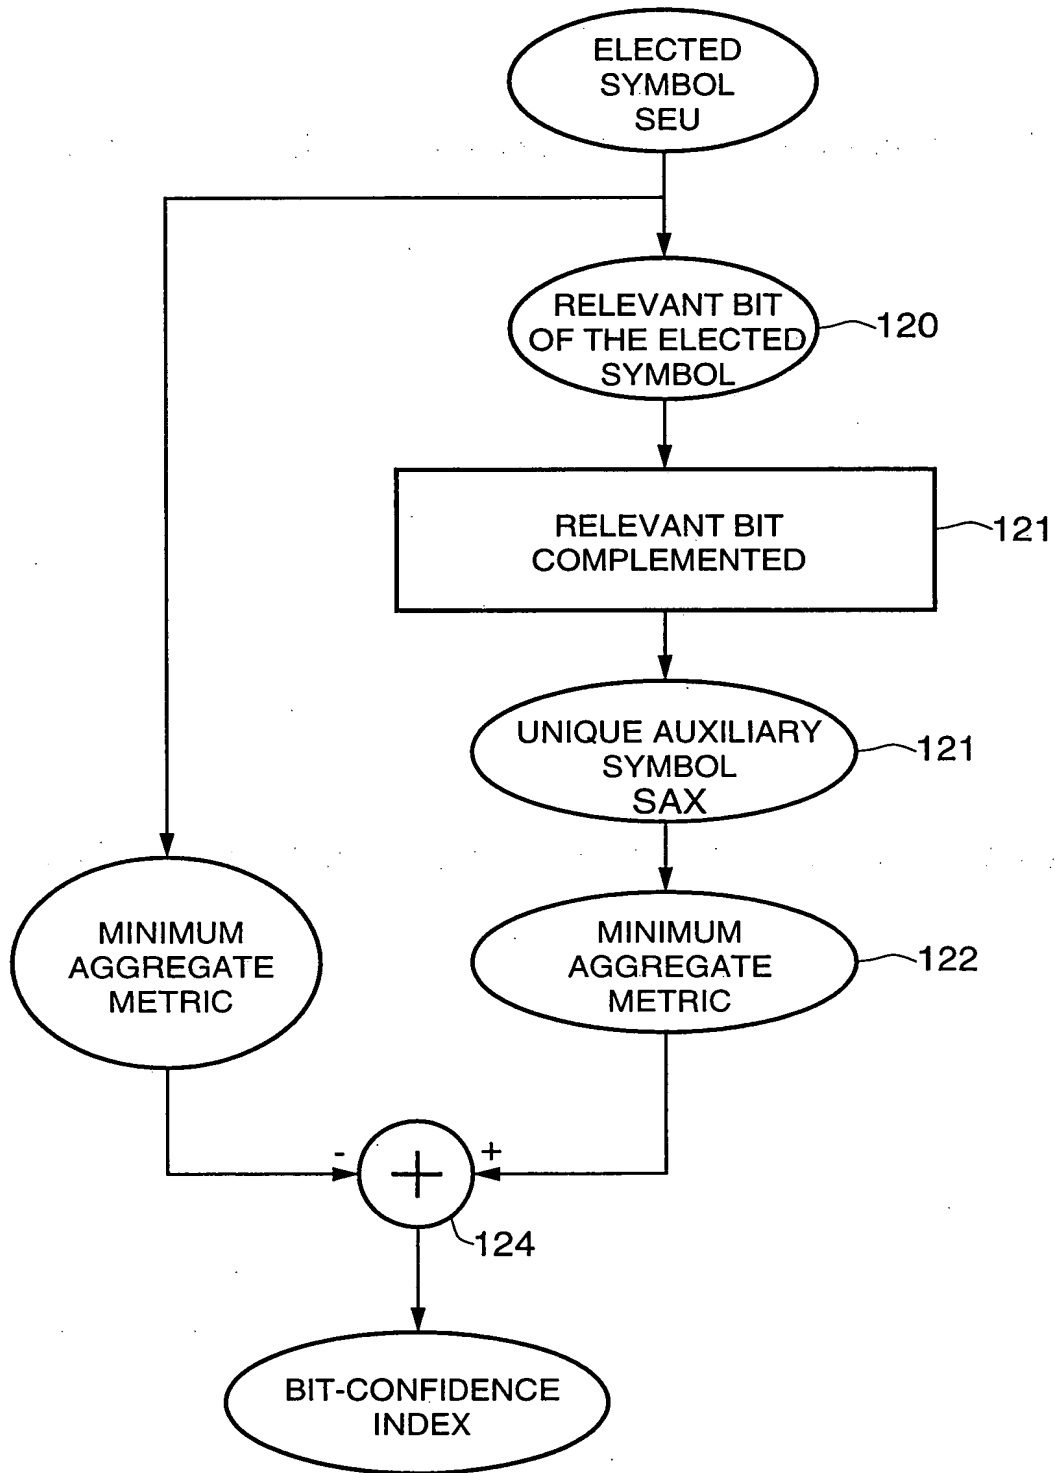 ELECTED
SYMBOL
SEU
RELEVANT BIT
OF THE ELECTED
SYMBOL
120
RELEVANT BIT
COMPLEMENTED
121
UNIQUE AUXILIARY
SYMBOL
SAX
121
MINIMUM
AGGREGATE
METRIC
MINIMUM
AGGREGATE
METRIC
122
-
+
+
124
BIT-CONFIDENCE
INDEX